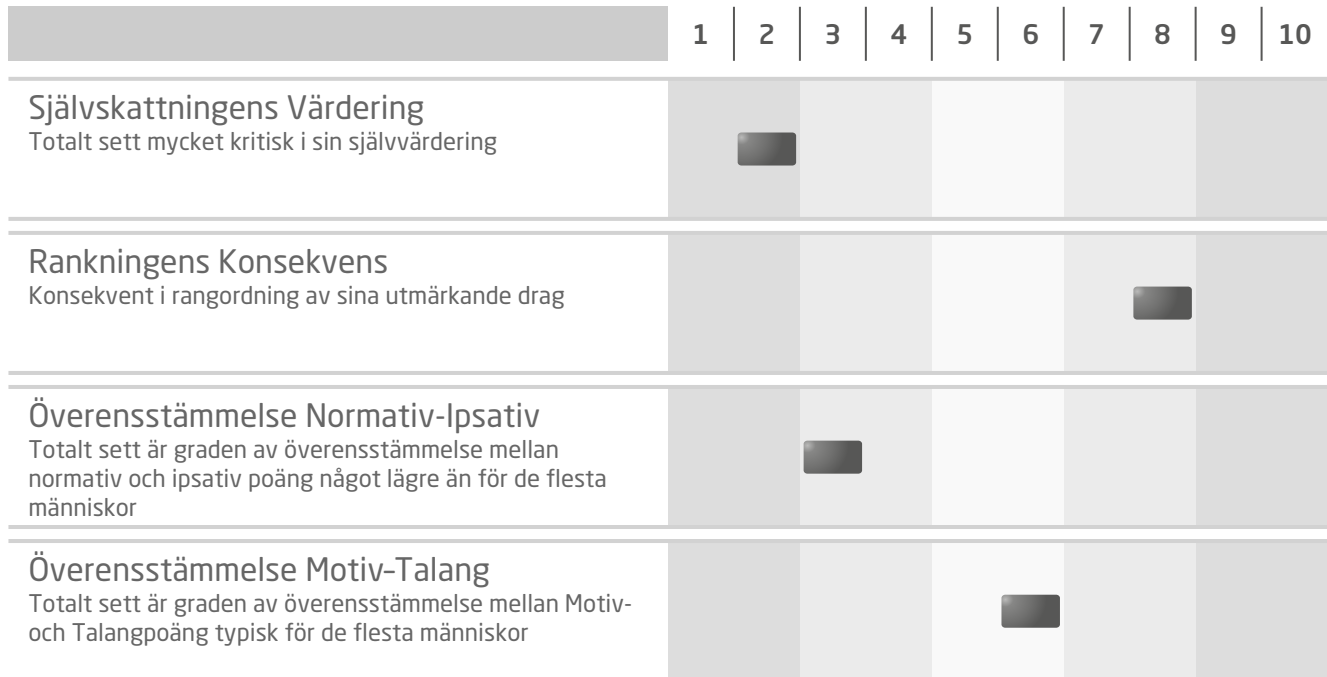 1 2 3 4 5 6 7 8 9 10
Självskattningens Värdering
Totalt sett mycket kritisk i sin självvärdering
Rankningens Konsekvens
Konsekvent i rangordning av sina utmärkande drag
Överensstämmelse Normativ-Ipsativ
Totalt sett är graden av överensstämmelse mellan
normativ och ipsativ poäng något lägre än för de flesta
människor
Överensstämmelse Motiv–Talang
Totalt sett är graden av överensstämmelse mellan Motiv-
och Talangpoäng typisk för de flesta människor